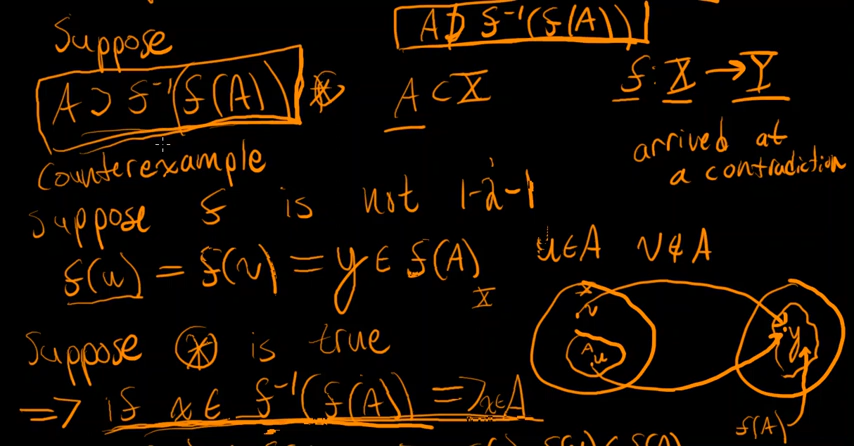 Suppose
A ⊅ f⁻¹(f(A))
A ⊃ f⁻¹(f(A)) ⊛
A ⊂ X
f: X → Y
arrived at
a contradiction
Counterexample
Suppose f is not 1-1
f(u) = f(v) = y ∈ f(A)
u ∈ A v ∉ A
X
X
v
A u
y
f(A)
Suppose ⊛ is true
=> if x ∈ f⁻¹(f(A)) => x ∈ A